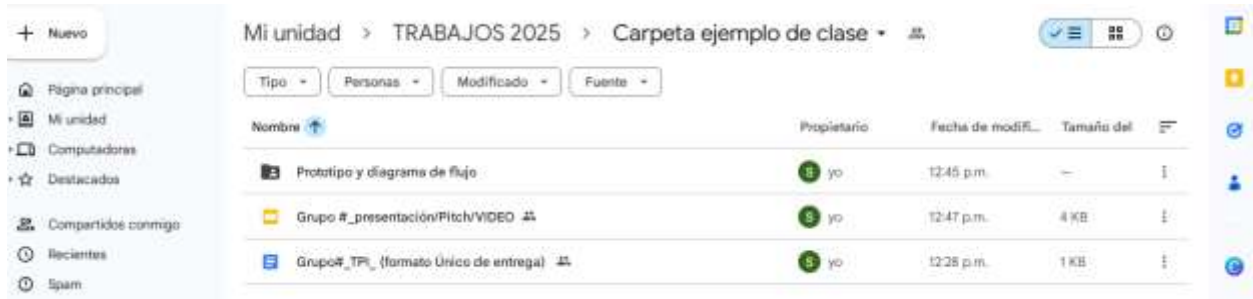 Nuevo
Página principal
Mi unidad
Computadoras
Destacados
Compartidos conmigo
Recientes
Spam
Mi unidad > TRABAJOS 2025 > Carpeta ejemplo de clase
Tipo Personas Modificado Fuente
Nombre Propietario Fecha de modifi... Tamaño del
Prototipo y diagrama de flujo S yo 12:45 p.m. —
Grupo #_presentación/Pitch/VIDEO S yo 12:47 p.m. 4 KB
Grupo#_TPI_ (formato Único de entrega) S yo 12:28 p.m. 1 KB